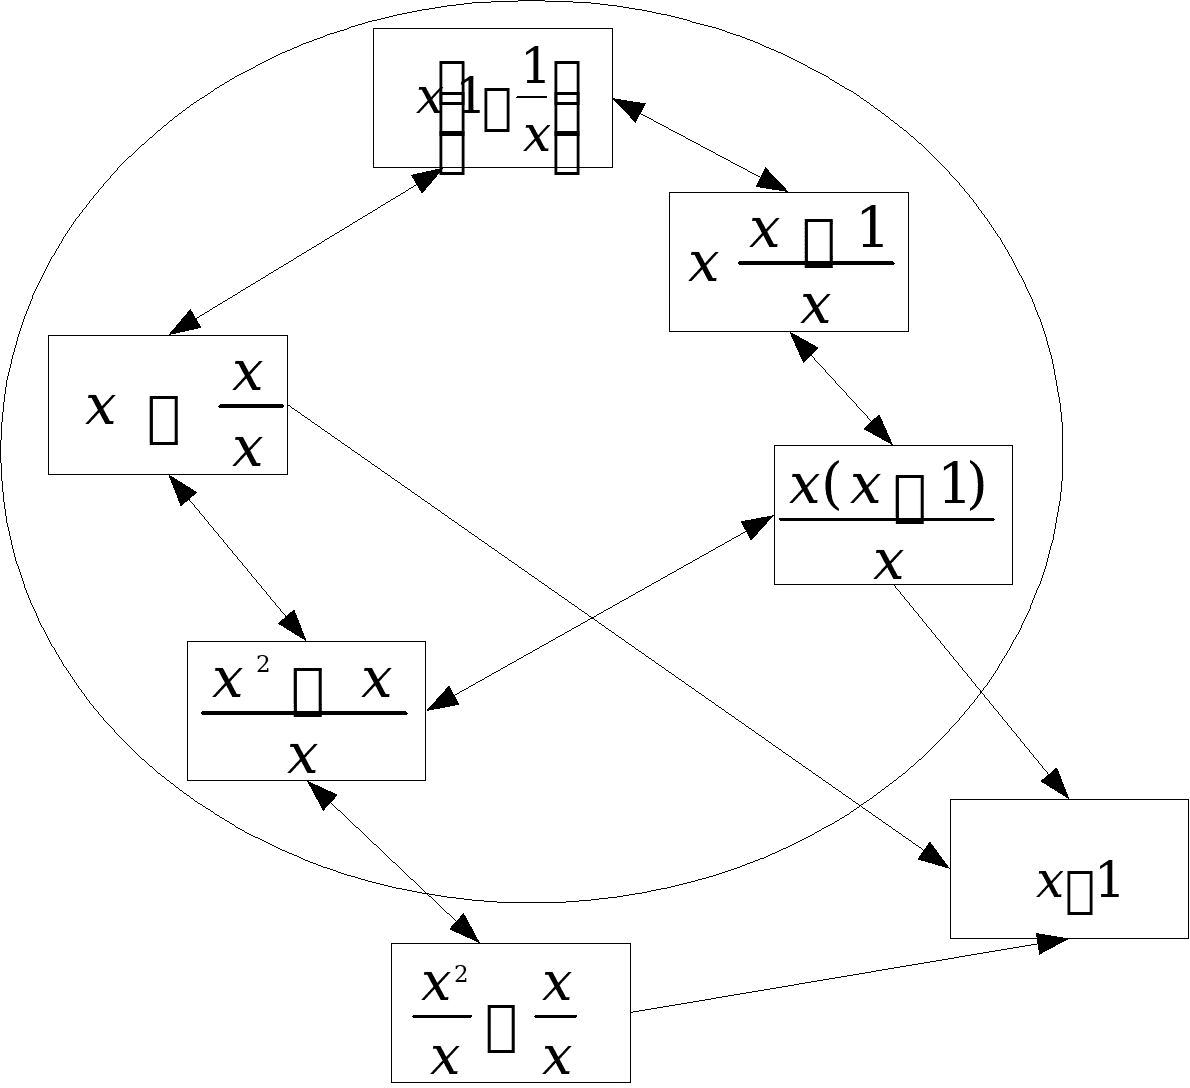 x▯1▯1/x▯
x x▯1/x
x ▯ x/x
x(x▯1)/x
x² ▯ x/x
x▯1
x²/x ▯ x/x